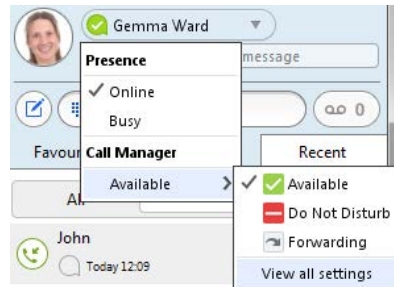 Gemma Ward
Presence
message
Online
Busy
0
Favour
Call Manager
Recent
Available
Available
All
Do Not Disturb
John
Forwarding
Today 12:09
View all settings